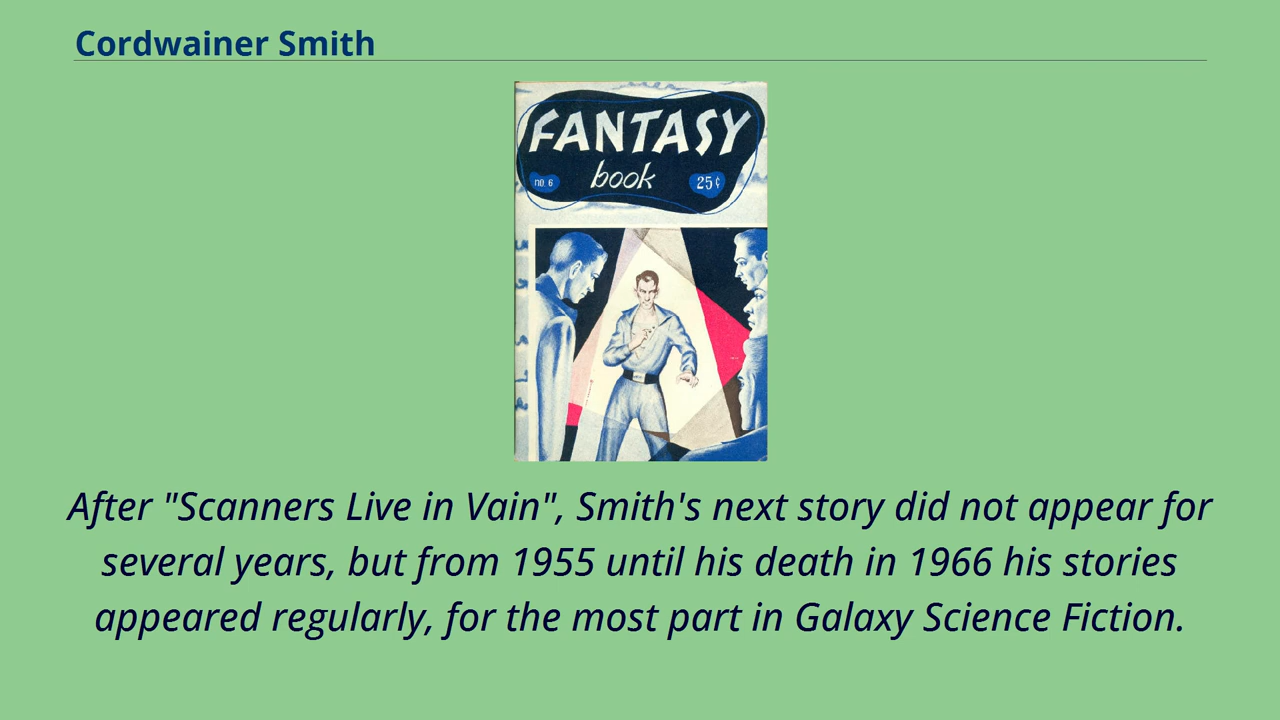 Cordwainer Smith
FANTASY
book
no. 6
25¢
After "Scanners Live in Vain", Smith's next story did not appear for
several years, but from 1955 until his death in 1966 his stories
appeared regularly, for the most part in Galaxy Science Fiction.